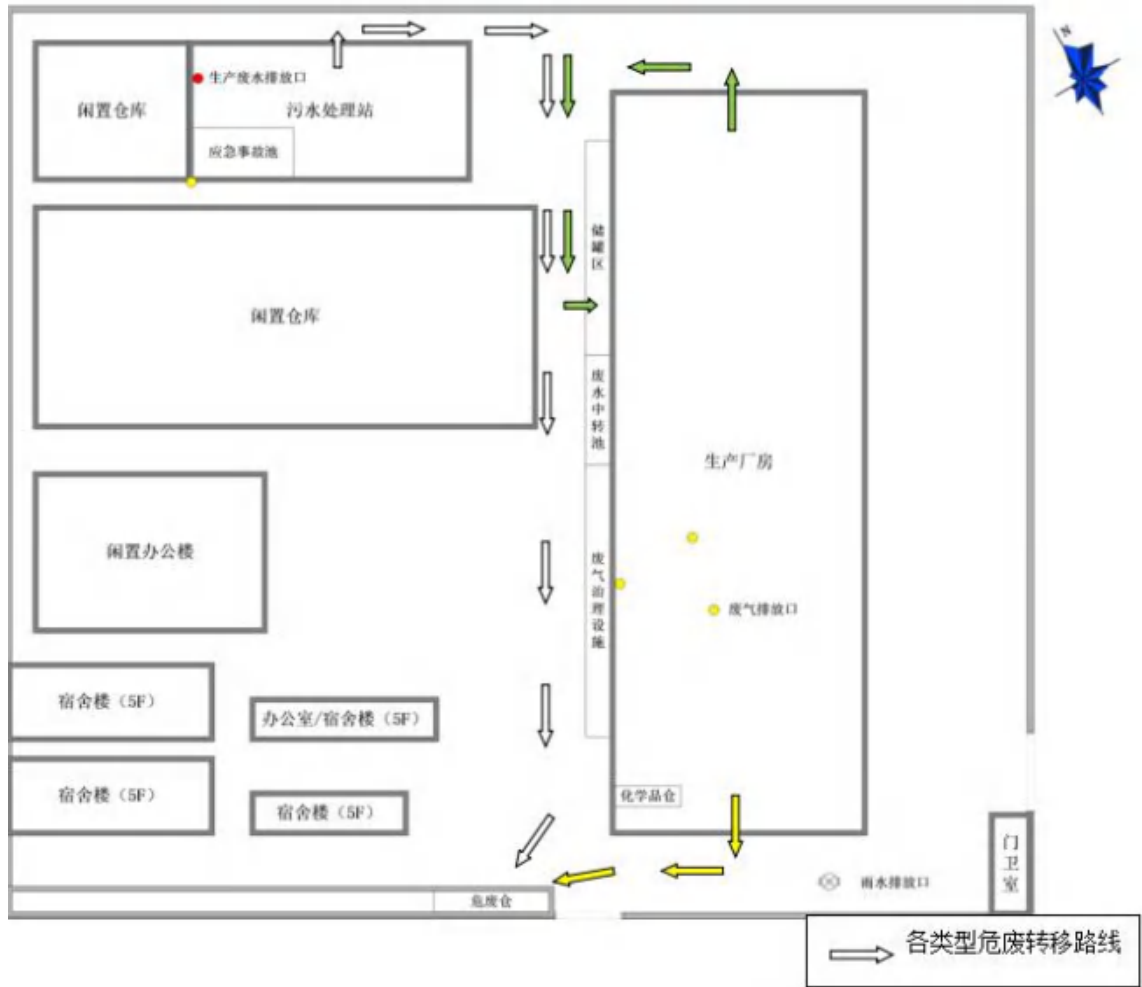 N
生产废水排放口
闲置仓库
污水处理站
应急事故池
储罐区
闲置仓库
废水中转池
生产厂房
闲置办公楼
废气治理设施
废气排放口
宿舍楼（5F）
办公室/宿舍楼（5F）
宿舍楼（5F）
宿舍楼（5F）
化学品仓
门卫室
雨水排放口
危废仓
各类型危废转移路线